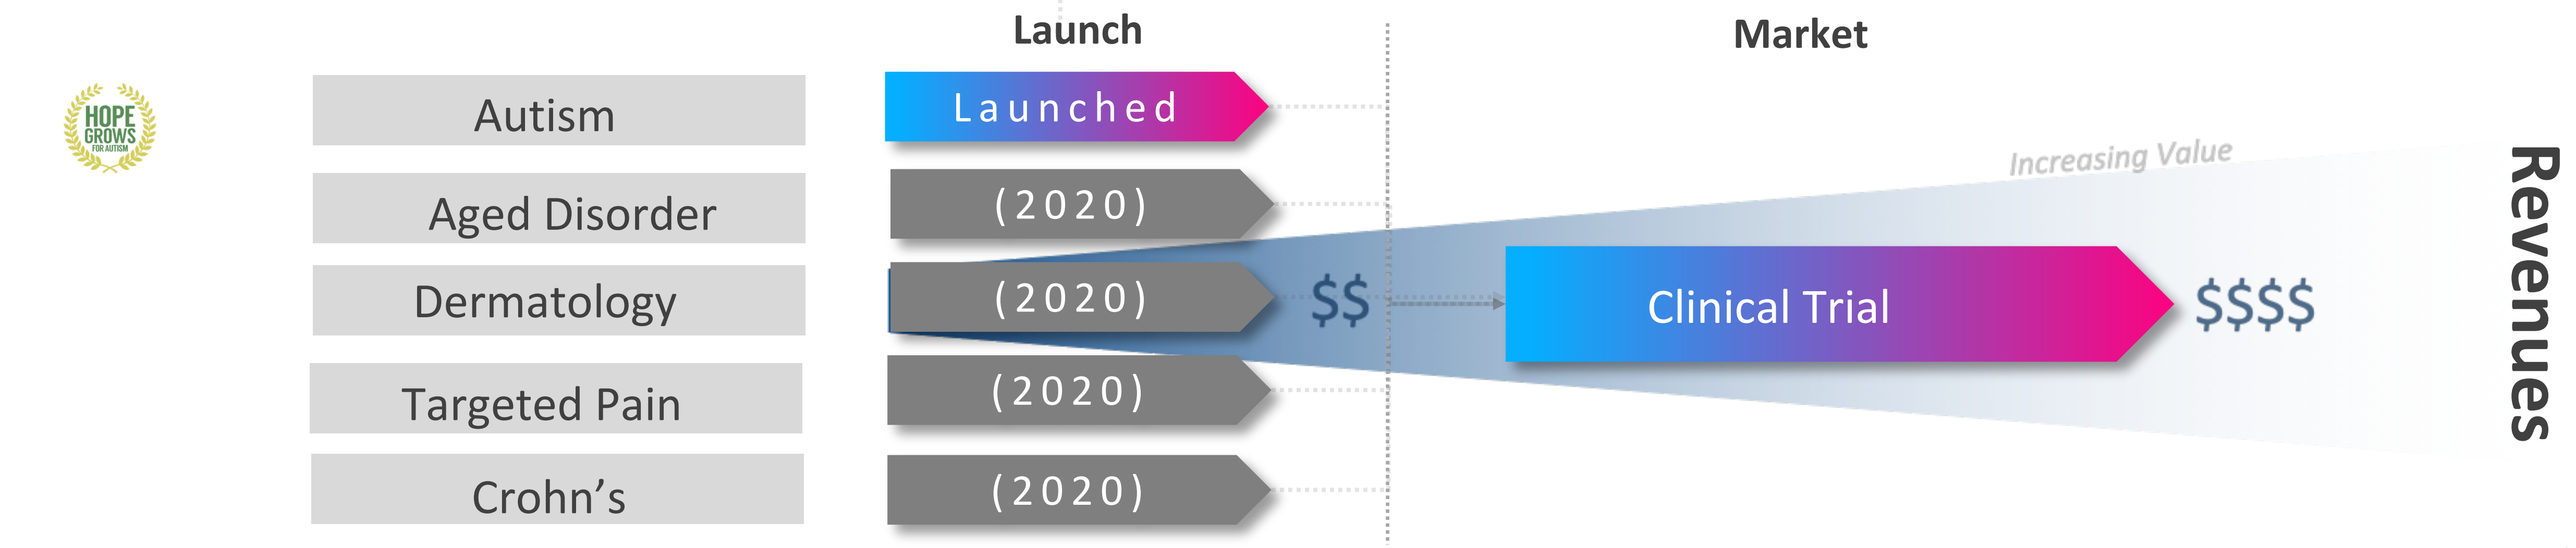 Launch
Market
HOPE
GROWS
FOR AUTISM
Autism
Launched
Aged Disorder
(2020)
Dermatology
(2020)
$$
Clinical Trial
$$$$
Increasing Value
Revenues
Targeted Pain
(2020)
Crohn’s
(2020)